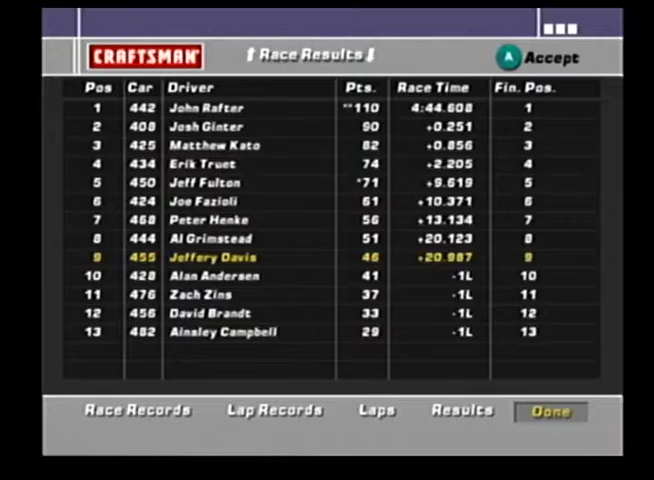 CRAFTSMAN Race Results A Accept
Pos Car Driver Pts. Race Time Fin. Pos.
1 442 John Rafter **110 4:44.608 1
2 408 Josh Ginter 90 +0.251 2
3 425 Matthew Kato 82 +0.856 3
4 434 Erik Truet 74 +2.205 4
5 450 Jeff Fulton *71 +9.619 5
6 424 Joe Fazioli 61 +10.371 6
7 468 Peter Henke 56 +13.134 7
8 444 Al Grimstead 51 +20.123 8
9 455 Jeffery Davis 46 +20.987 9
10 428 Alan Andersen 41 -1L 10
11 476 Zach Zins 37 -1L 11
12 456 David Brandt 33 -1L 12
13 482 Ainsley Campbell 29 -1L 13
Race Records Lap Records Laps Results Done